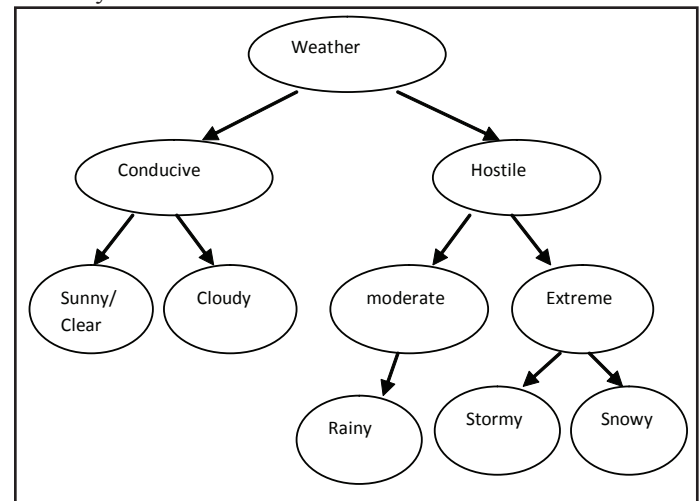 Weather
Conducive
Hostile
Sunny/
Clear
Cloudy
moderate
Extreme
Rainy
Stormy
Snowy